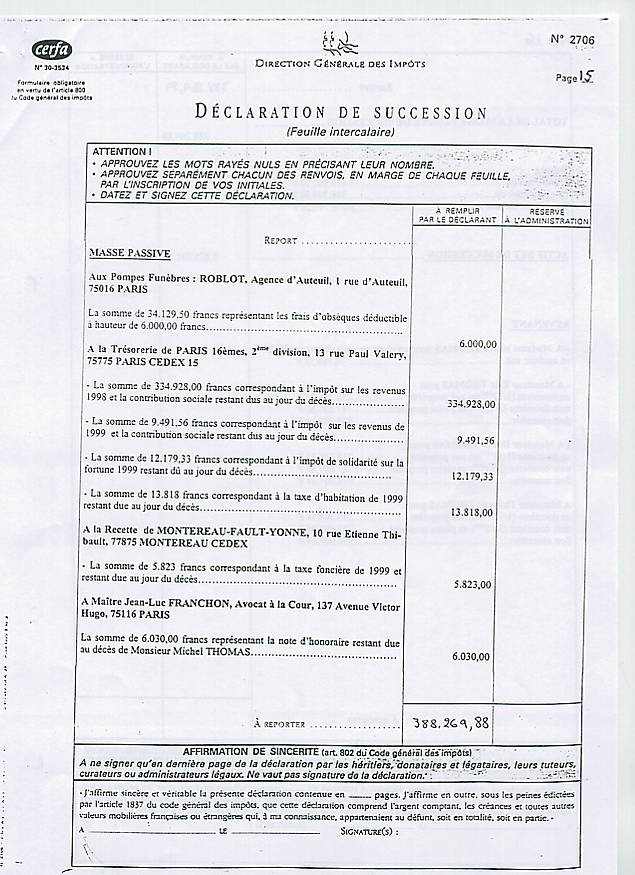 cerfa
N° 30-3534
Formulaire obligatoire
en vertu de l'article 800
du Code général des impôts
DIRECTION GÉNÉRALE DES IMPÔTS
N° 2706
Page 15
DÉCLARATION DE SUCCESSION
(Feuille intercalaire)
ATTENTION !
• APPROUVEZ LES MOTS RAYÉS NULS EN PRÉCISANT LEUR NOMBRE.
• APPROUVEZ SÉPARÉMENT CHACUN DES RENVOIS, EN MARGE DE CHAQUE FEUILLE,
PAR L'INSCRIPTION DE VOS INITIALES.
• DATEZ ET SIGNEZ CETTE DÉCLARATION.
À REMPLIR
PAR LE DÉCLARANT
RÉSERVÉ
À L'ADMINISTRATION
REPORT ........................
MASSE PASSIVE
Aux Pompes Funèbres : ROBLOT, Agence d'Auteuil, 1 rue d'Auteuil,
75016 PARIS
La somme de 34.129,50 francs représentant les frais d'obsèques déductible
à hauteur de 6.000,00 francs............................................................
6.000,00
A la Trésorerie de PARIS 16èmes, 2ème division, 13 rue Paul Valery,
75775 PARIS CEDEX 15
- La somme de 334.928,00 francs correspondant à l'impôt sur les revenus
1998 et la contribution sociale restant dus au jour du décès.......................
334.928,00
- La somme de 9.491,56 francs correspondant à l'impôt sur les revenus de
1999 et la contribution sociale restant dus au jour du décès.....................
9.491,56
- La somme de 12.179,33 francs correspondant à l'impôt de solidarité sur la
fortune 1999 restant dû au jour du décès................................................
12.179,33
- La somme de 13.818 francs correspondant à la taxe d'habitation de 1999
restant due au jour du décès..............................................................
13.818,00
A la Recette de MONTEREAU-FAULT-YONNE, 10 rue Etienne Thi-
bault, 77875 MONTEREAU CEDEX
- La somme de 5.823 francs correspondant à la taxe foncière de 1999 et
restant due au jour du décès..............................................................
5.823,00
A Maître Jean-Luc FRANCHON, Avocat à la Cour, 137 Avenue Victor
Hugo, 75116 PARIS
La somme de 6.030,00 francs représentant la note d'honoraire restant due
au décès de Monsieur Michel THOMAS.............................................
6.030,00
À REPORTER ....................
388.269,88
AFFIRMATION DE SINCERITE (art. 802 du Code général des impôts)
A ne signer qu'en dernière page de la déclaration par les héritiers, donataires et légataires, leurs tuteurs,
curateurs ou administrateurs légaux. Ne vaut pas signature de la déclaration.
- J'affirme sincère et véritable la présente déclaration contenue en _____ pages. J'affirme en outre, sous les peines édictées
par l'article 1837 du code général des impôts, que cette déclaration comprend l'argent comptant, les créances et toutes autres
valeurs mobilières françaises ou étrangères qui, à ma connaissance, appartenaient au défunt, soit en totalité, soit en partie. -
A ____________________ LE ____________________ SIGNATURE(S) :